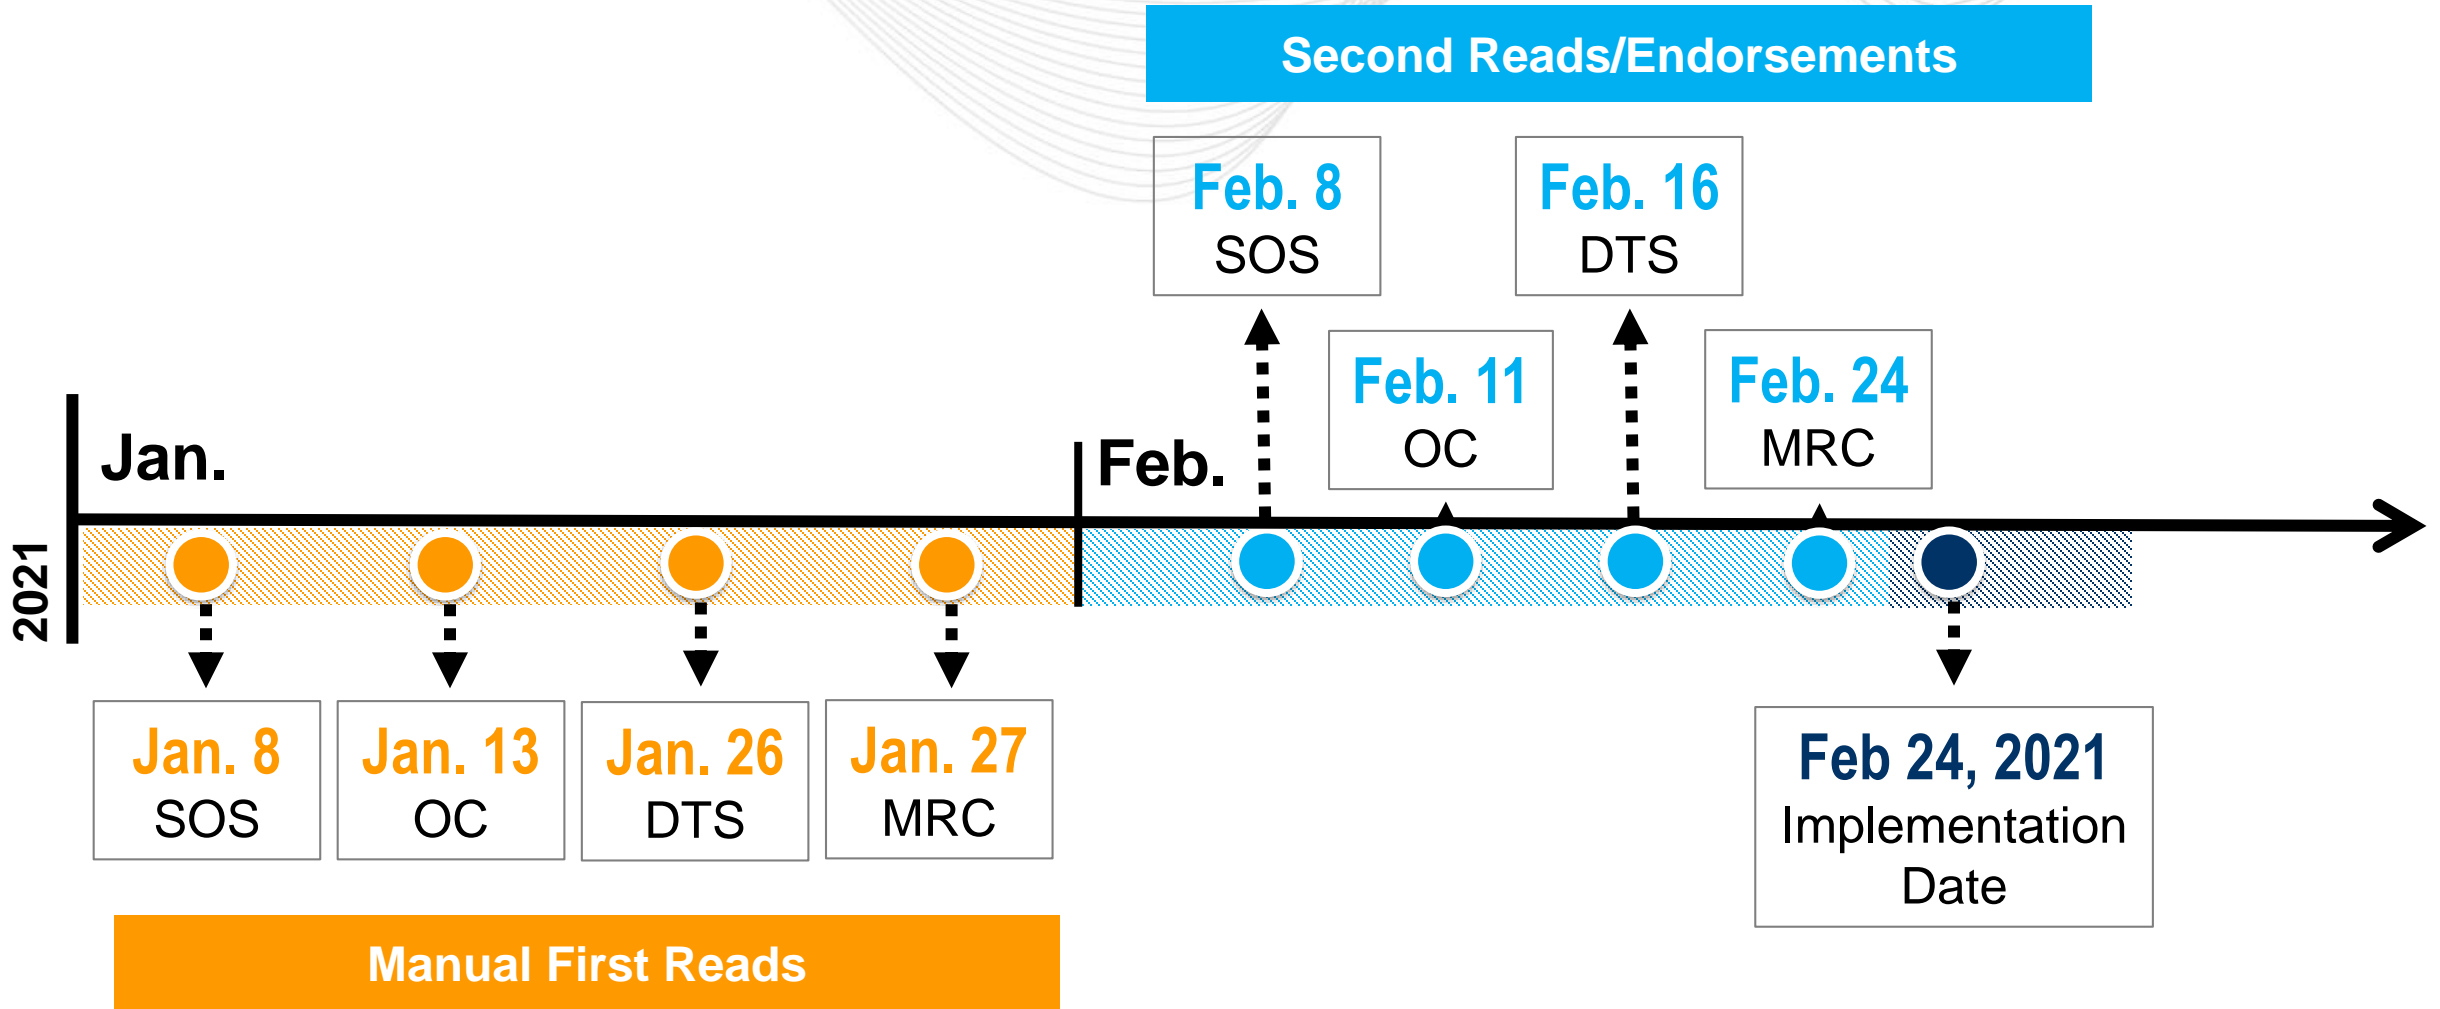 Second Reads/Endorsements
Feb. 8
SOS
Feb. 16
DTS
Feb. 11
OC
Feb. 24
MRC
Jan.
Feb.
2021
Jan. 8
SOS
Jan. 13
OC
Jan. 26
DTS
Jan. 27
MRC
Feb 24, 2021
Implementation
Date
Manual First Reads